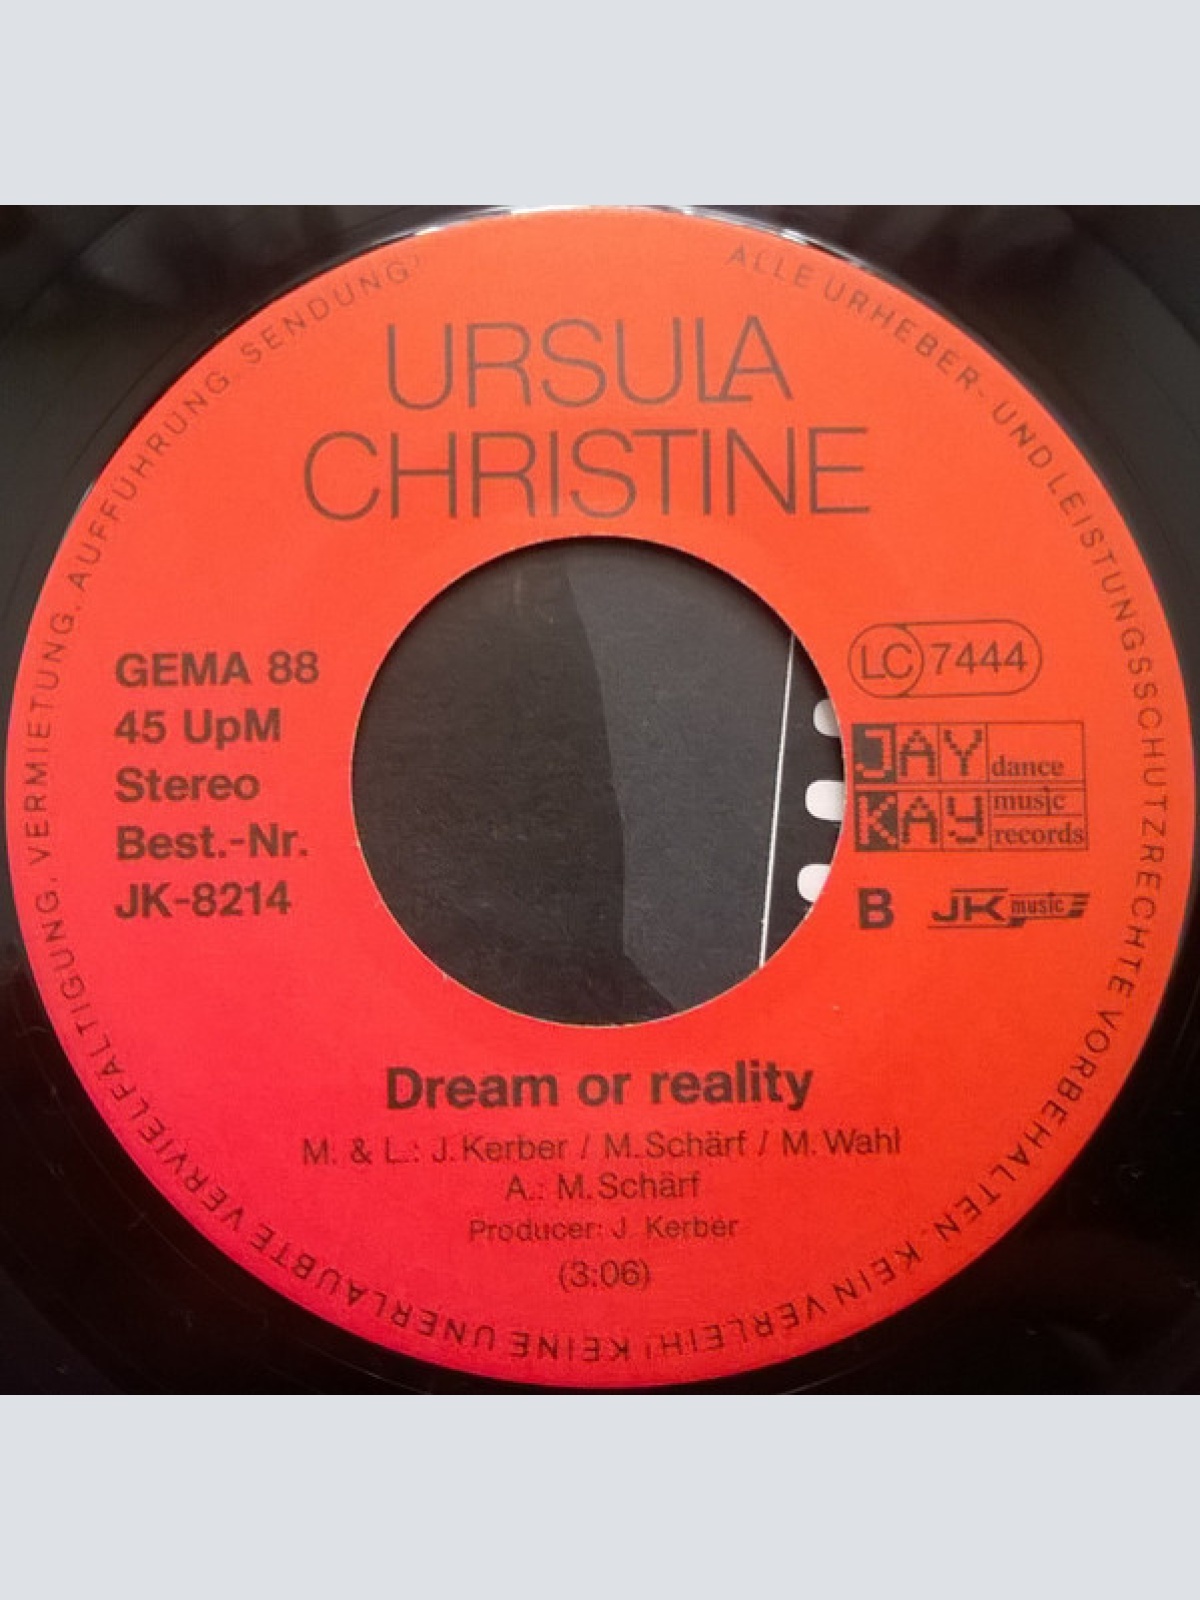 URSULA
CHRISTINE
GEMA 88
45 UpM
Stereo
Best.-Nr.
JK-8214
LC 7444
JAY dance
KAY music
records
B JK music
Dream or reality
M. & L.: J. Kerber / M. Schärf / M. Wahl
A.: M. Schärf
Producer: J. Kerber
(3:06)
ALLE URHEBER- UND LEISTUNGSSCHUTZRECHTE VORBEHALTEN. KEIN VERLEIH! KEINE UNERLAUBTE VERVIELFÄLTIGUNG, VERMIETUNG, AUFFÜHRUNG, SENDUNG!